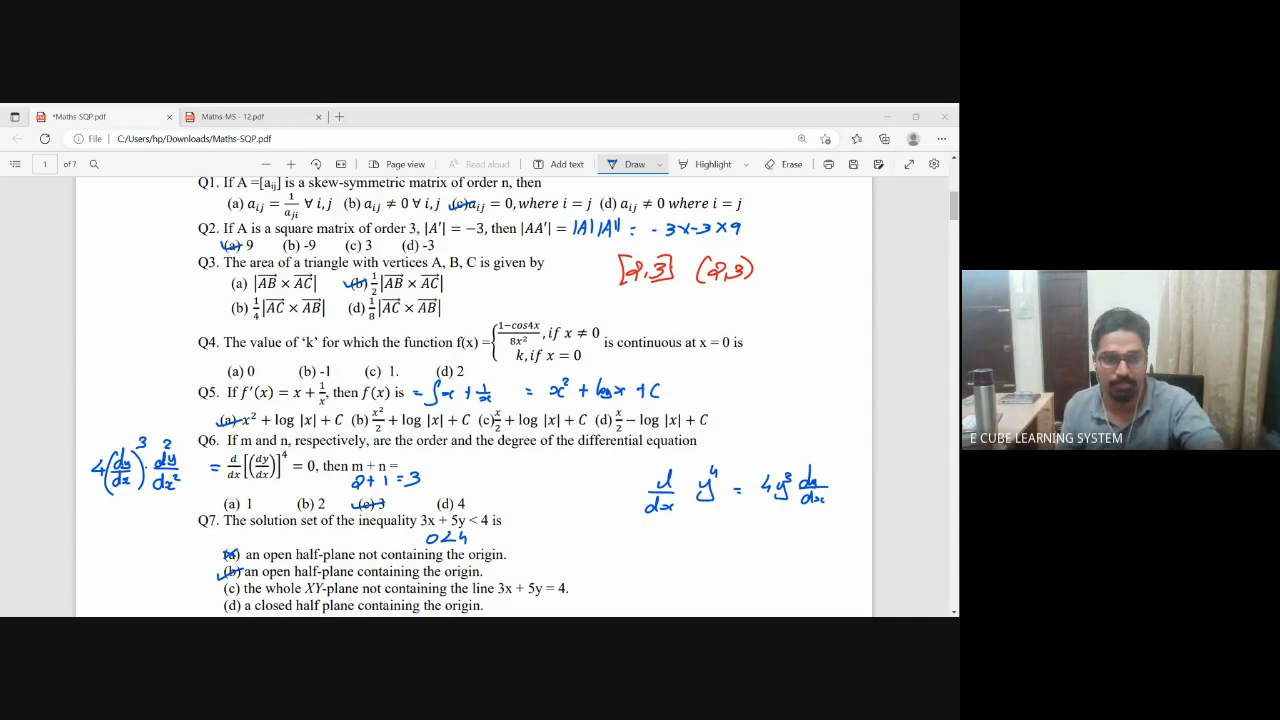 *Maths-SQP.pdf
Maths-MS - 12.pdf
File C:/Users/hp/Downloads/Maths-SQP.pdf
1 of 7 Page view Read aloud Add text Draw Highlight Erase
Q1. If A =[aᵢⱼ] is a skew-symmetric matrix of order n, then
(a) aᵢⱼ = 1/aⱼᵢ ∀ i, j (b) aᵢⱼ ≠ 0 ∀ i, j (c) aᵢⱼ = 0, where i = j (d) aᵢⱼ ≠ 0 where i = j
Q2. If A is a square matrix of order 3, |A′| = −3, then |AA′| = |A| |A'| = -3 x -3 x 9
(a) 9 (b) -9 (c) 3 (d) -3
Q3. The area of a triangle with vertices A, B, C is given by
[2,3] (2,3)
(a) |AB × AC| (b) 1/2 |AB × AC|
(b) 1/4 |AC × AB| (d) 1/8 |AC × AB|
Q4. The value of ‘k’ for which the function f(x) = { (1−cos4x)/8x², if x ≠ 0 k, if x = 0 is continuous at x = 0 is
(a) 0 (b) -1 (c) 1. (d) 2
Q5. If f′(x) = x + 1/x, then f(x) is = ∫x + 1/x = x² + log x + C
(a) x² + log |x| + C (b) x²/2 + log |x| + C (c) x/2 + log |x| + C (d) x/2 − log |x| + C
Q6. If m and n, respectively, are the order and the degree of the differential equation
4(dy/dx)³ · d²y/dx² = d/dx [(dy/dx)]⁴ = 0, then m + n =
2 + 1 = 3
d/dx y⁴ = 4y³ dy/dx
(a) 1 (b) 2 (c) 3 (d) 4
Q7. The solution set of the inequality 3x + 5y < 4 is
0 < 4
(a) an open half-plane not containing the origin.
(b) an open half-plane containing the origin.
(c) the whole XY-plane not containing the line 3x + 5y = 4.
(d) a closed half plane containing the origin.
E CUBE LEARNING SYSTEM